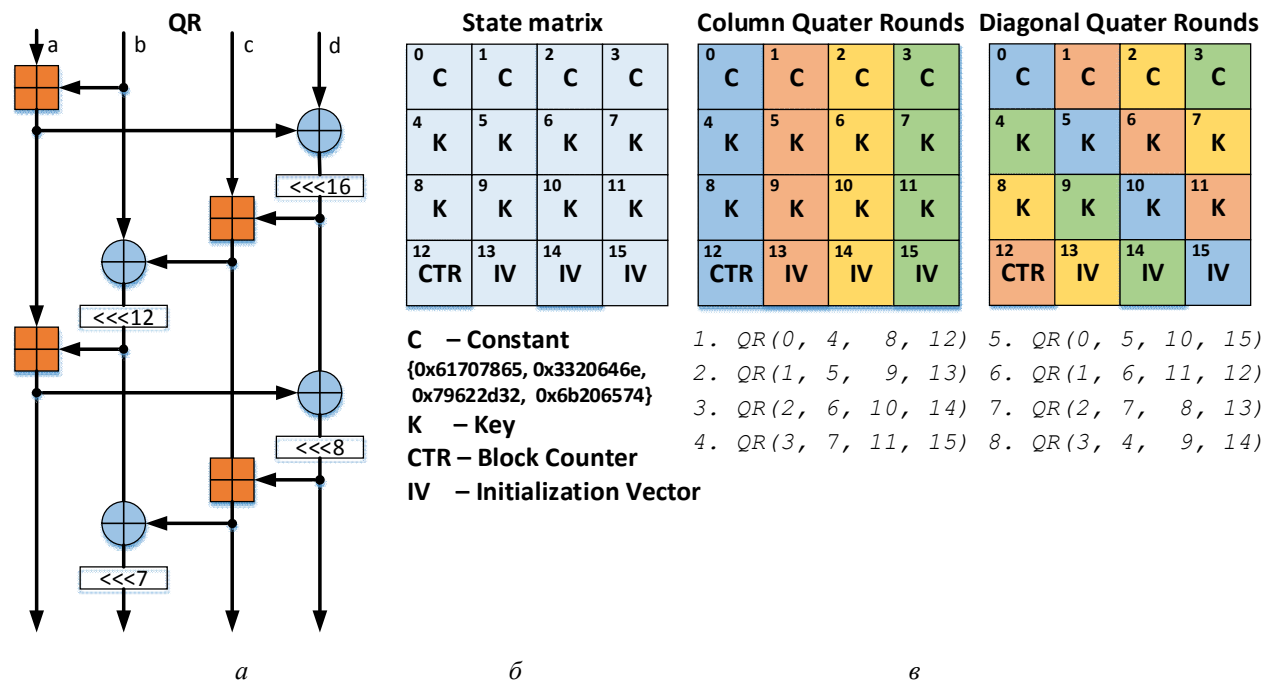 QR
a b c d
<<<16
<<<12
<<<8
<<<7
State matrix
0 C 1 C 2 C 3 C
4 K 5 K 6 K 7 K
8 K 9 K 10 K 11 K
12 CTR 13 IV 14 IV 15 IV
C – Constant
{0x61707865, 0x3320646e,
0x79622d32, 0x6b206574}
K – Key
CTR – Block Counter
IV – Initialization Vector
Column Quater Rounds
0 C 1 C 2 C 3 C
4 K 5 K 6 K 7 K
8 K 9 K 10 K 11 K
12 CTR 13 IV 14 IV 15 IV
1. QR(0, 4, 8, 12)
2. QR(1, 5, 9, 13)
3. QR(2, 6, 10, 14)
4. QR(3, 7, 11, 15)
Diagonal Quater Rounds
0 C 1 C 2 C 3 C
4 K 5 K 6 K 7 K
8 K 9 K 10 K 11 K
12 CTR 13 IV 14 IV 15 IV
5. QR(0, 5, 10, 15)
6. QR(1, 6, 11, 12)
7. QR(2, 7, 8, 13)
8. QR(3, 4, 9, 14)
а б в